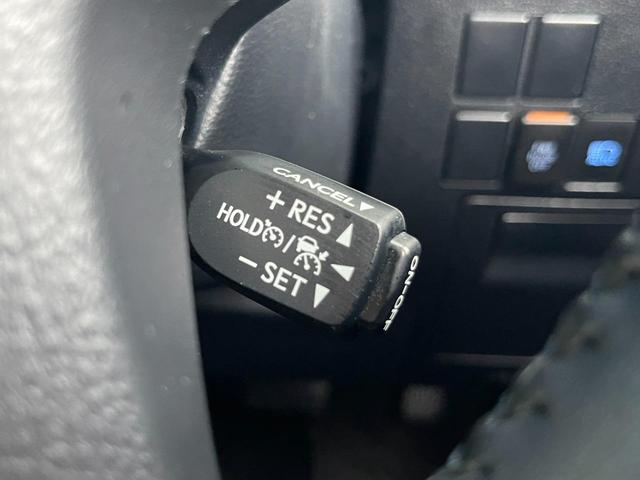 CANCEL
+ RES
HOLD /
− SET
ON-OFF